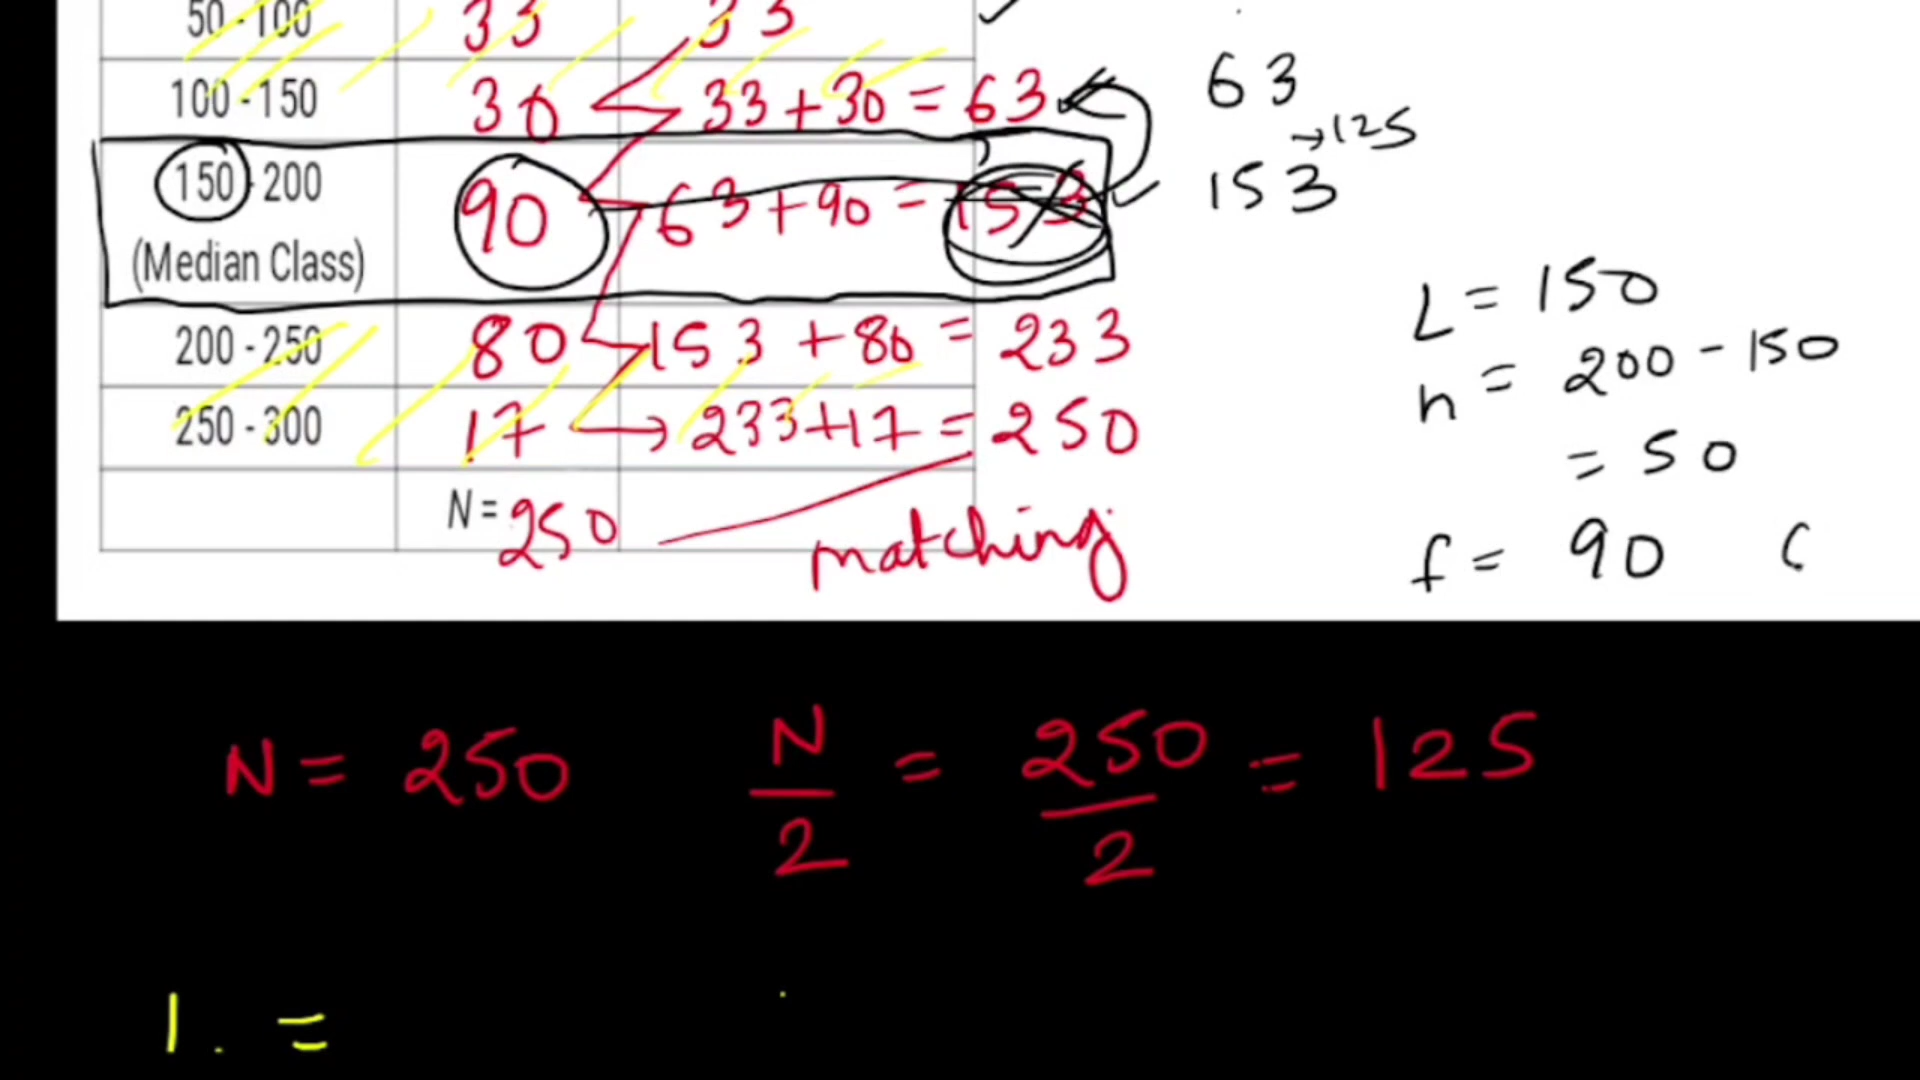 50 - 100 33 33
100 - 150 30 33 + 30 = 63
63
→125
150 - 200 90 63 + 90 = 153
153
(Median Class)
L = 150
200 - 250 80 153 + 80 = 233
h = 200 - 150
250 - 300 17 → 233 + 17 = 250
= 50
N = 250
matching
f = 90 (
N = 250 N/2 = 250/2 = 125
1. =